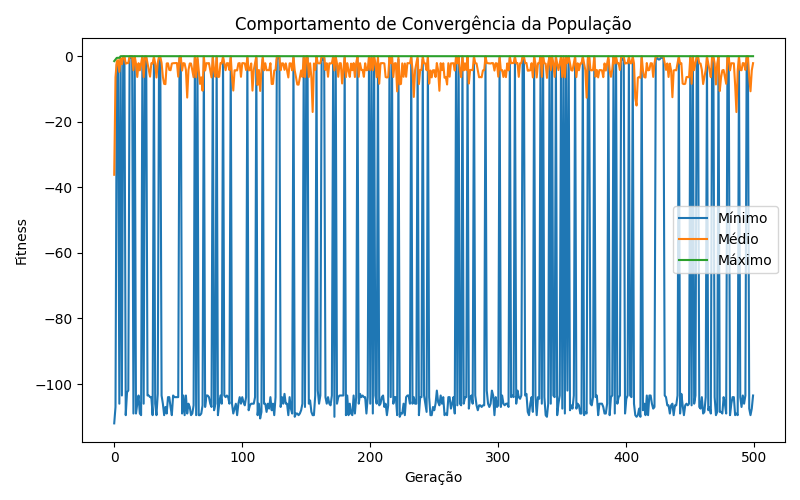 Comportamento de Convergência da População
Fitness
0
−20
−40
−60
−80
−100
Mínimo
Médio
Máximo
0
100
200
300
400
500
Geração